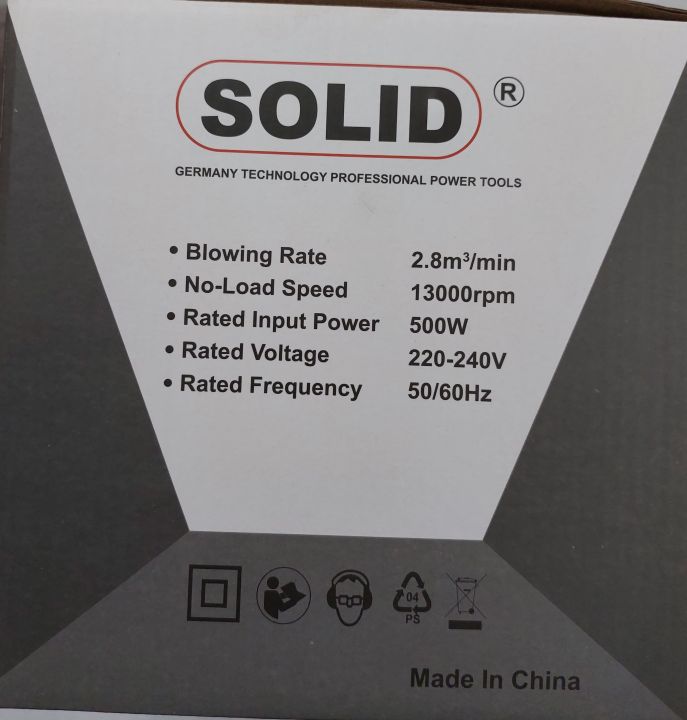 SOLID ®
GERMANY TECHNOLOGY PROFESSIONAL POWER TOOLS
• Blowing Rate 2.8m³/min
• No-Load Speed 13000rpm
• Rated Input Power 500W
• Rated Voltage 220-240V
• Rated Frequency 50/60Hz
04
PS
Made In China